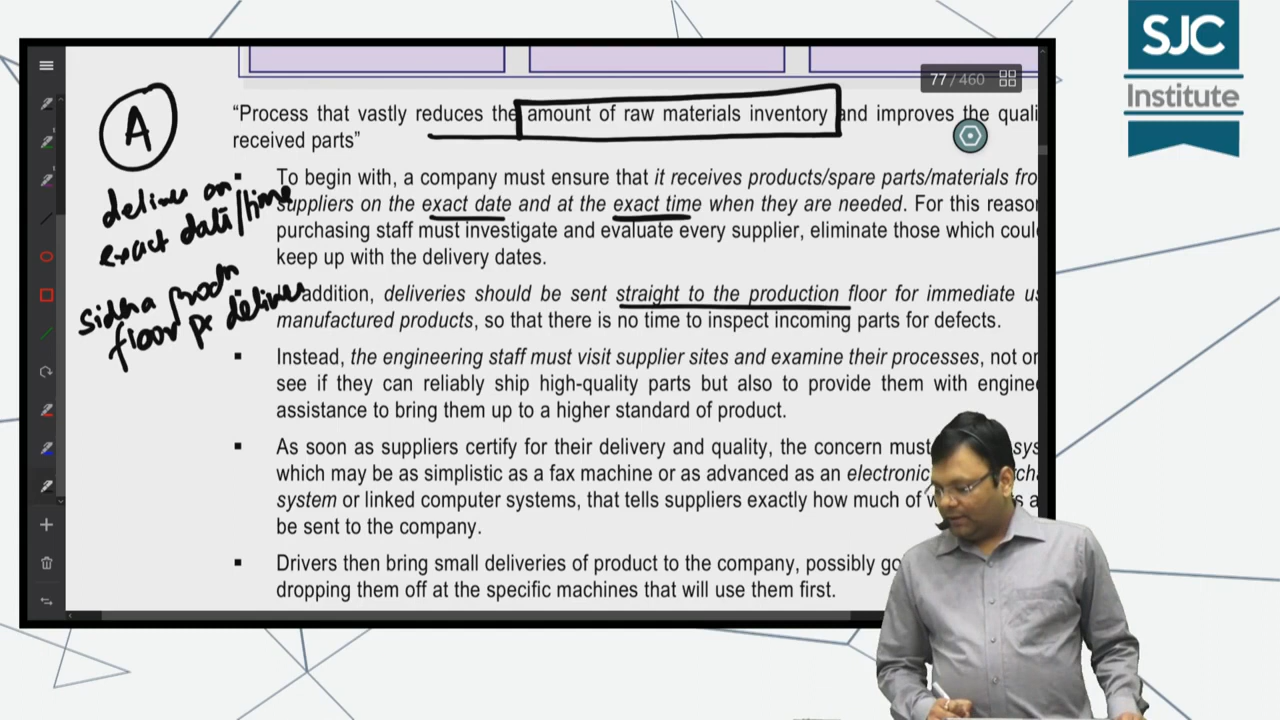 SJC
Institute
77 / 460
“Process that vastly reduces the amount of raw materials inventory and improves the quali
received parts”
A
▪ To begin with, a company must ensure that it receives products/spare parts/materials fro
suppliers on the exact date and at the exact time when they are needed. For this reason
purchasing staff must investigate and evaluate every supplier, eliminate those which coul
keep up with the delivery dates.
deliver on
exact date/time
addition, deliveries should be sent straight to the production floor for immediate us
manufactured products, so that there is no time to inspect incoming parts for defects.
sidha prodn
floor pr deliver
▪ Instead, the engineering staff must visit supplier sites and examine their processes, not on
see if they can reliably ship high-quality parts but also to provide them with engine
assistance to bring them up to a higher standard of product.
▪ As soon as suppliers certify for their delivery and quality, the concern must sys
which may be as simplistic as a fax machine or as advanced as an electronic cha
system or linked computer systems, that tells suppliers exactly how much of a
be sent to the company.
▪ Drivers then bring small deliveries of product to the company, possibly go
dropping them off at the specific machines that will use them first.